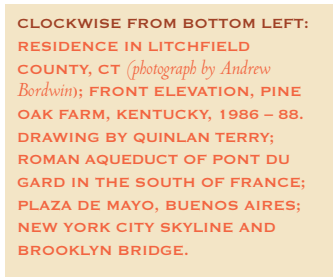 CLOCKWISE FROM BOTTOM LEFT:
RESIDENCE IN LITCHFIELD
COUNTY, CT (photograph by Andrew
Bordwin); FRONT ELEVATION, PINE
OAK FARM, KENTUCKY, 1986 – 88.
DRAWING BY QUINLAN TERRY;
ROMAN AQUEDUCT OF PONT DU
GARD IN THE SOUTH OF FRANCE;
PLAZA DE MAYO, BUENOS AIRES;
NEW YORK CITY SKYLINE AND
BROOKLYN BRIDGE.